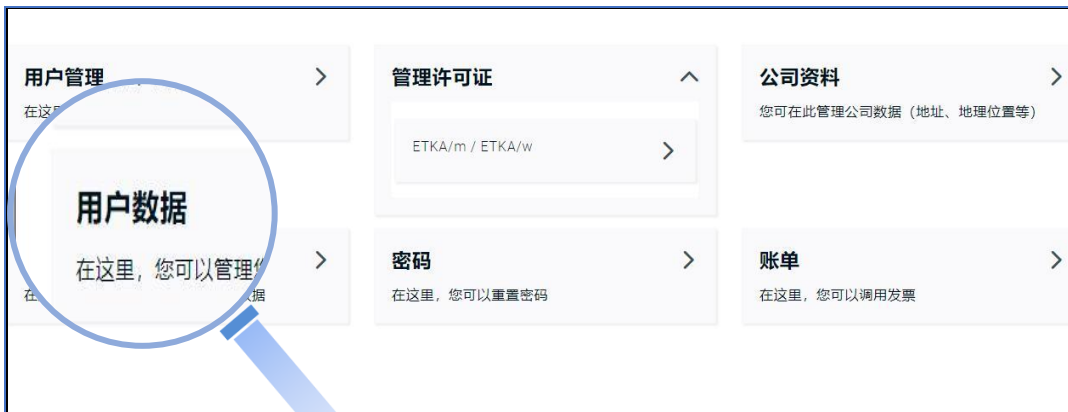 用户管理
在这
管理许可证
ETKA/m / ETKA/w
公司资料
您可在此管理公司数据（地址、地理位置等）
用户数据
在这里，您可以管理
在 据
密码
在这里，您可以重置密码
账单
在这里，您可以调用发票